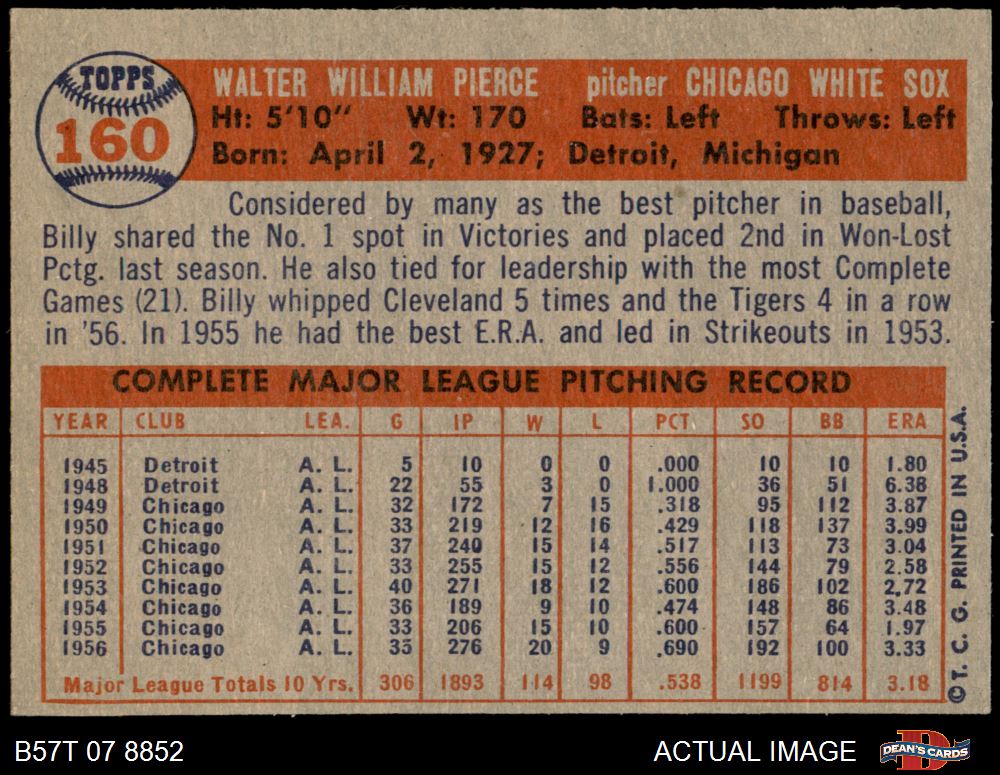 TOPPS
160
WALTER WILLIAM PIERCE pitcher CHICAGO WHITE SOX
Ht: 5'10" Wt: 170 Bats: Left Throws: Left
Born: April 2, 1927; Detroit, Michigan
Considered by many as the best pitcher in baseball,
Billy shared the No. 1 spot in Victories and placed 2nd in Won-Lost
Pctg. last season. He also tied for leadership with the most Complete
Games (21). Billy whipped Cleveland 5 times and the Tigers 4 in a row
in '56. In 1955 he had the best E.R.A. and led in Strikeouts in 1953.
COMPLETE MAJOR LEAGUE PITCHING RECORD
YEAR CLUB LEA. G IP W L PCT. SO BB ERA
1945 Detroit A. L. 5 10 0 0 .000 10 10 1.80
1948 Detroit A. L. 22 55 3 0 1.000 36 51 6.38
1949 Chicago A. L. 32 172 7 15 .318 95 112 3.87
1950 Chicago A. L. 33 219 12 16 .429 118 137 3.99
1951 Chicago A. L. 37 240 15 14 .517 113 73 3.04
1952 Chicago A. L. 33 255 15 12 .556 144 79 2.58
1953 Chicago A. L. 40 271 18 12 .600 186 102 2.72
1954 Chicago A. L. 36 189 9 10 .474 148 86 3.48
1955 Chicago A. L. 33 206 15 10 .600 157 64 1.97
1956 Chicago A. L. 35 276 20 9 .690 192 100 3.33
Major League Totals 10 Yrs. 306 1893 114 98 .538 1199 814 3.18
©T. C. G. PRINTED IN U.S.A.
B57T 07 8852 ACTUAL IMAGE DEAN'S CARDS